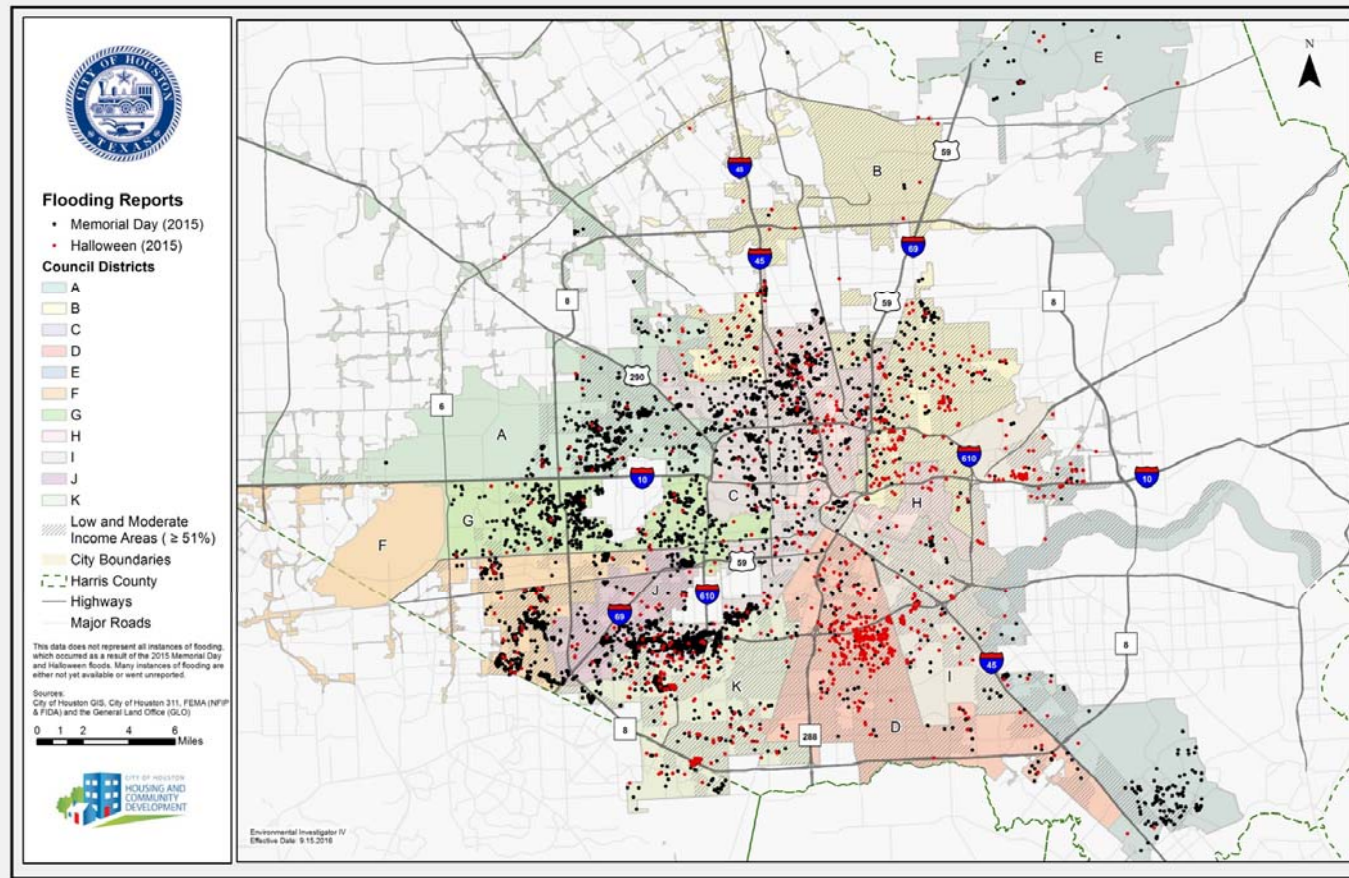 CITY OF HOUSTON
TEXAS
Flooding Reports
Memorial Day (2015)
Halloween (2015)
Council Districts
A
B
C
D
E
F
G
H
I
J
K
Low and Moderate
Income Areas ( ≥ 51%)
City Boundaries
Harris County
Highways
Major Roads
This data does not represent all instances of flooding,
which occurred as a result of the 2015 Memorial Day
and Halloween floods. Many instances of flooding are
either not yet available or went unreported.
Sources:
City of Houston GIS, City of Houston 311, FEMA (NFIP
& FIDA) and the General Land Office (GLO)
0 1 2 4 6
Miles
CITY OF HOUSTON
HOUSING AND
COMMUNITY
DEVELOPMENT
N
E
59
45
B
69
45
8
59
8
290
6
A
610
10
10
C
H
G
F
59
J
610
69
45
8
I
K
8
288
D
Environmental Investigator IV
Effective Date: 9.15.2016